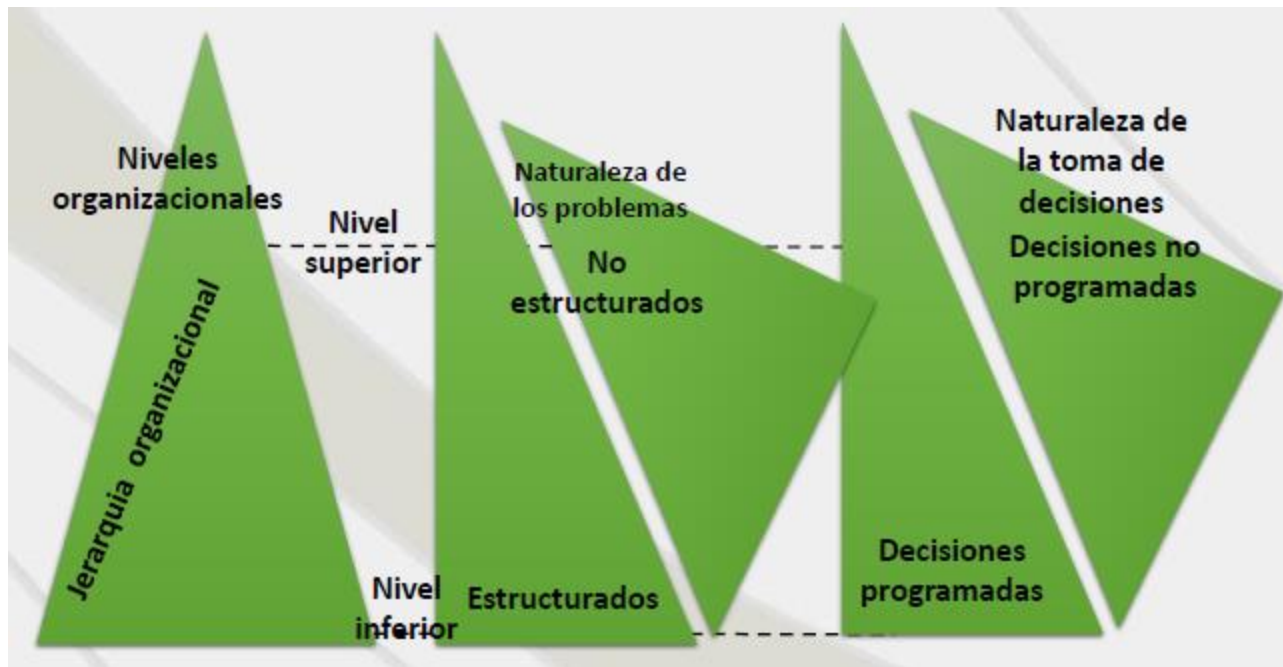 Niveles
organizacionales
Jerarquia organizacional
Nivel
superior
Nivel
inferior
Naturaleza de
los problemas
No
estructurados
Estructurados
Naturaleza de
la toma de
decisiones
Decisiones no
programadas
Decisiones
programadas